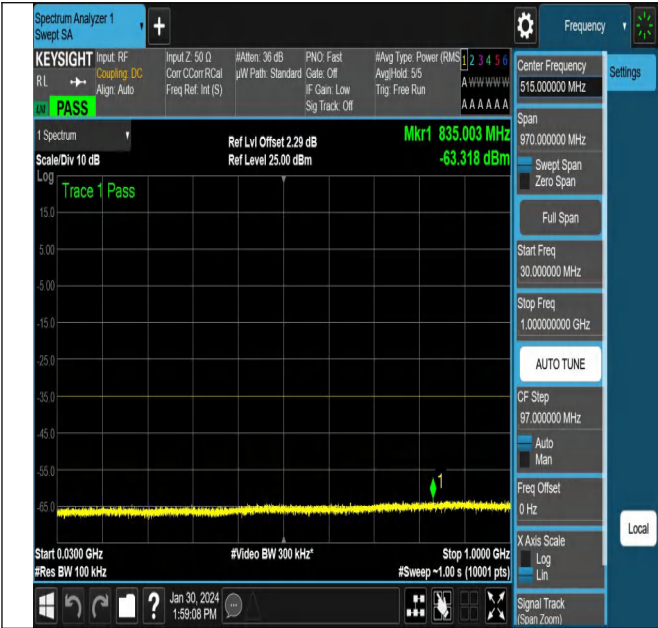 Spectrum Analyzer 1
Swept SA
Frequency
KEYSIGHT
RL
PASS
Input: RF
Coupling: DC
Align: Auto
Input Z: 50 Ω
Corr CCorr RCal
Freq Ref: Int (S)
#Atten: 36 dB
µW Path: Standard
PNO: Fast
Gate: Off
IF Gain: Low
Sig Track: Off
#Avg Type: Power (RMS
Avg|Hold: 5/5
Trig: Free Run
1 2 3 4 5 6
A W W W W W
A A A A A A
1 Spectrum
Scale/Div 10 dB
Ref Lvl Offset 2.29 dB
Ref Level 25.00 dBm
Mkr1 835.003 MHz
-63.318 dBm
Log
Trace 1 Pass
15.0
5.00
-5.00
-15.0
-25.0
-35.0
-45.0
-55.0
-65.0
1
Start 0.0300 GHz
#Res BW 100 kHz
#Video BW 300 kHz*
Stop 1.0000 GHz
#Sweep ~1.00 s (10001 pts)
Jan 30, 2024
1:59:08 PM
?
Center Frequency
515.000000 MHz
Settings
Span
970.000000 MHz
Swept Span
Zero Span
Full Span
Start Freq
30.000000 MHz
Stop Freq
1.000000000 GHz
AUTO TUNE
CF Step
97.000000 MHz
Auto
Man
Freq Offset
0 Hz
X Axis Scale
Log
Lin
Local
Signal Track
(Span Zoom)